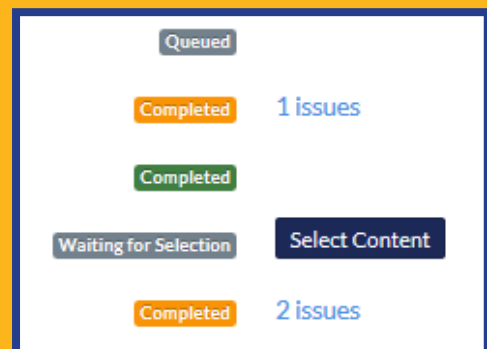 Queued
Completed 1 issues
Completed
Waiting for Selection Select Content
Completed 2 issues